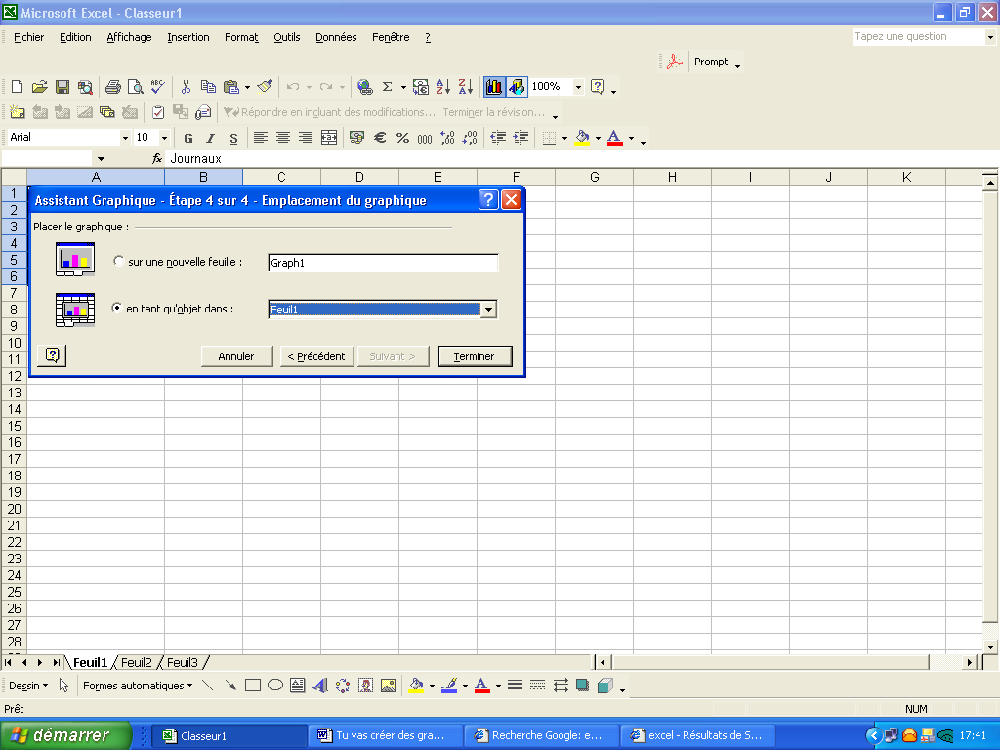 Microsoft Excel - Classeur1
Fichier Edition Affichage Insertion Format Outils Données Fenêtre ? Tapez une question
Prompt
100%
Répondre en incluant des modifications... Terminer la révision...
Arial 10 G I S € % 000
fx Journaux
A B C D E F G H I J K
1
2
3
4
5
6
7
8
9
10
11
12
13
14
15
16
17
18
19
20
21
22
23
24
25
26
27
28
Assistant Graphique - Étape 4 sur 4 - Emplacement du graphique
Placer le graphique :
sur une nouvelle feuille : Graph1
en tant qu'objet dans : Feuil1
Annuler < Précédent Suivant > Terminer
Feuil1 Feuil2 Feuil3
Dessin Formes automatiques
Prêt NUM
démarrer Classeur1 Tu vas créer des gra... Recherche Google: e... excel - Résultats de S... 17:41